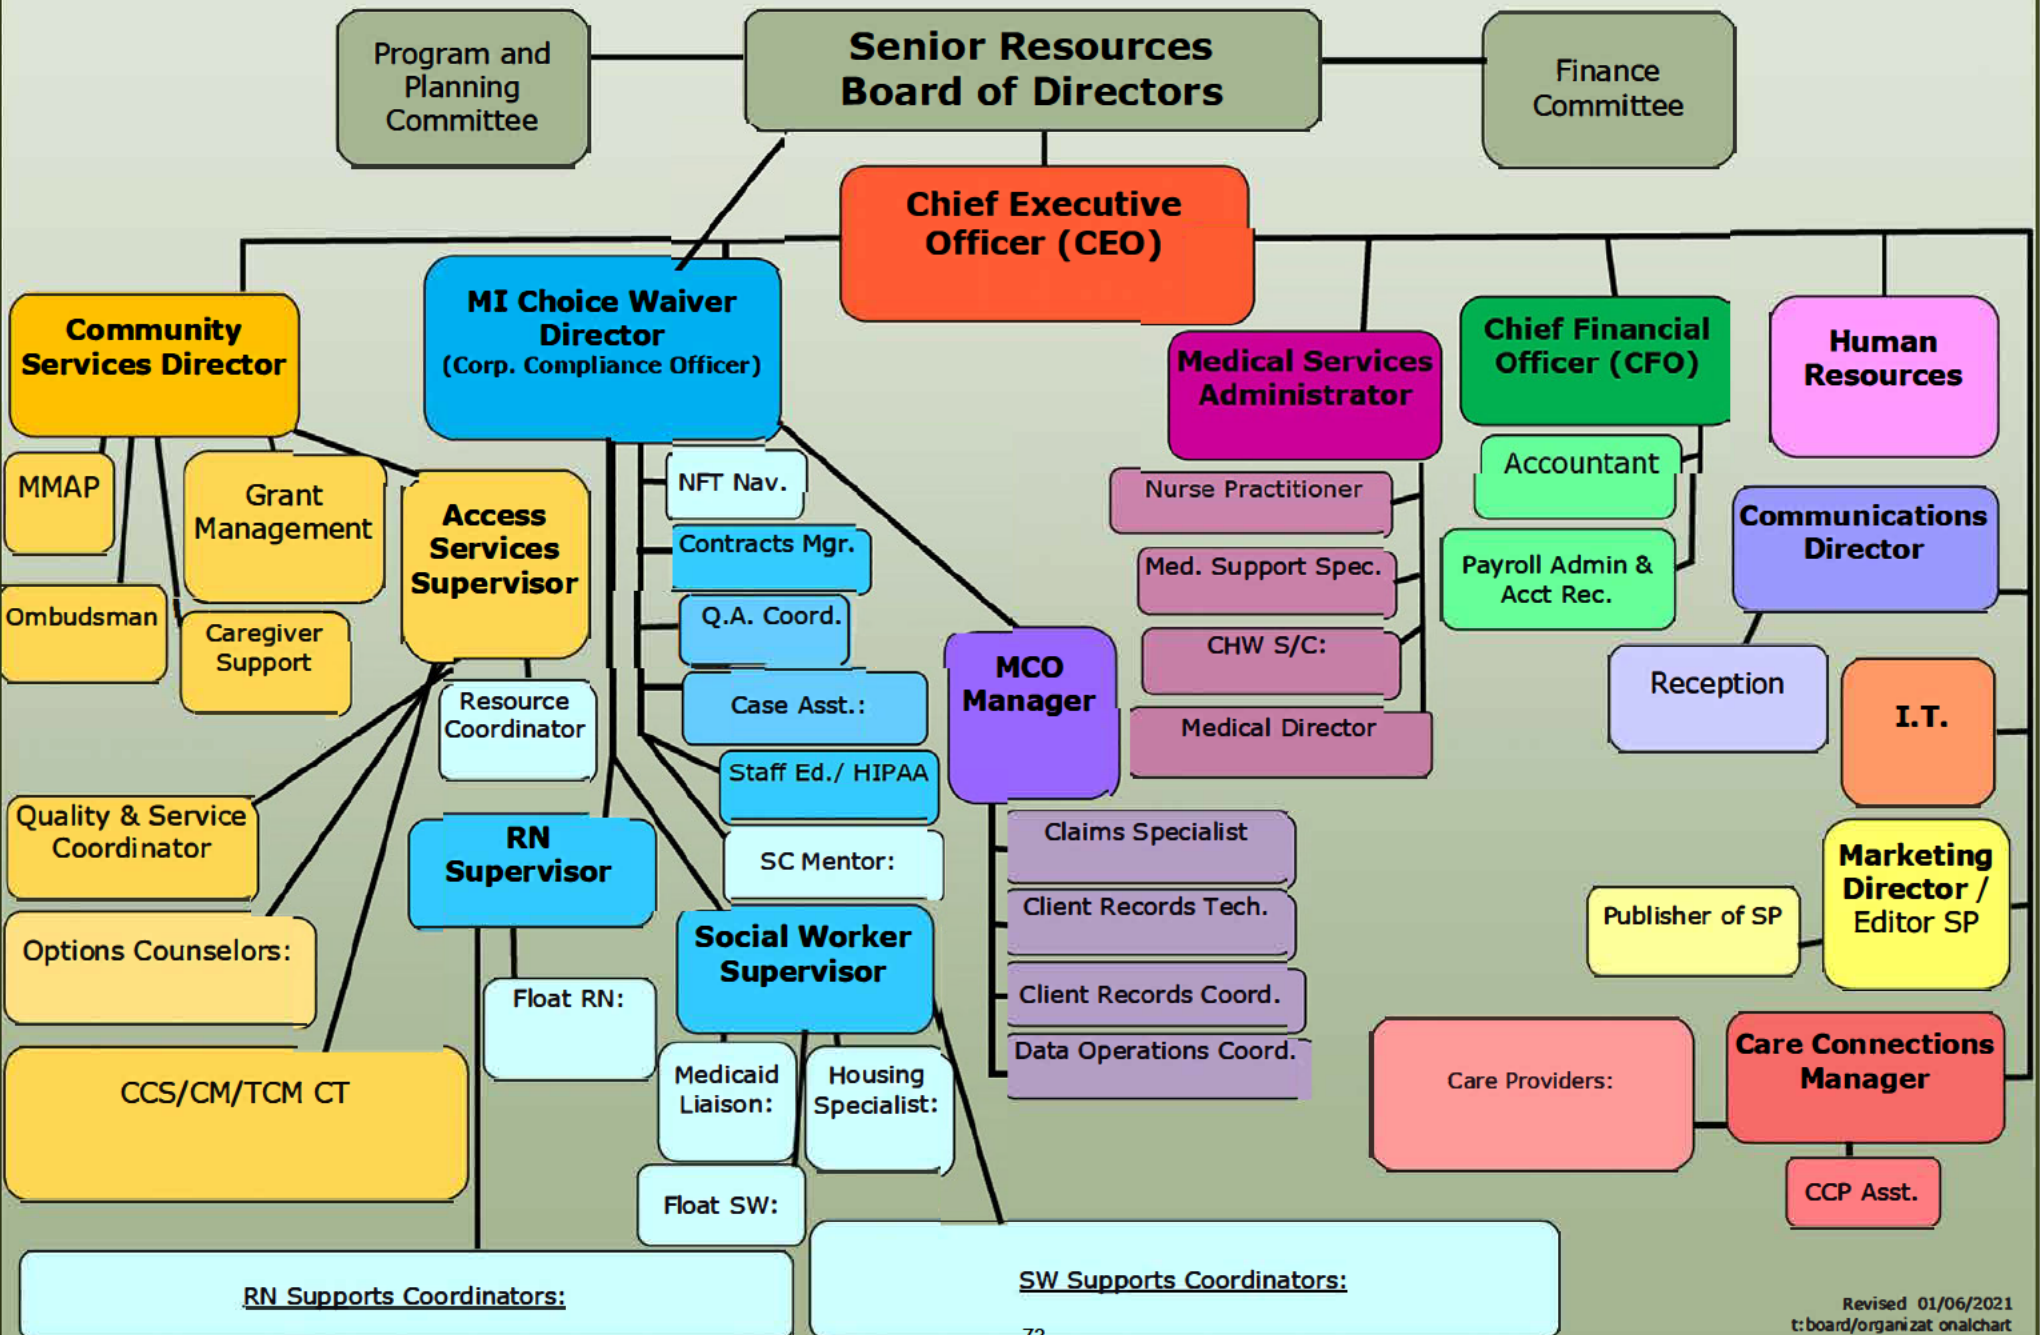 Program and
Planning
Committee
Senior Resources
Board of Directors
Finance
Committee
Chief Executive
Officer (CEO)
Community
Services Director
MI Choice Waiver
Director
(Corp. Compliance Officer)
Medical Services
Administrator
Chief Financial
Officer (CFO)
Human
Resources
MMAP
Grant
Management
Access
Services
Supervisor
NFT Nav.
Contracts Mgr.
Q.A. Coord.
Case Asst.:
Staff Ed./ HIPAA
SC Mentor:
Ombudsman
Caregiver
Support
Resource
Coordinator
MCO
Manager
Nurse Practitioner
Med. Support Spec.
CHW S/C:
Medical Director
Accountant
Payroll Admin &
Acct Rec.
Communications
Director
Reception
I.T.
Quality & Service
Coordinator
Options Counselors:
CCS/CM/TCM CT
RN
Supervisor
Float RN:
Social Worker
Supervisor
Medicaid
Liaison:
Housing
Specialist:
Float SW:
Claims Specialist
Client Records Tech.
Client Records Coord.
Data Operations Coord.
Publisher of SP
Marketing
Director /
Editor SP
Care Providers:
Care Connections
Manager
CCP Asst.
RN Supports Coordinators:
SW Supports Coordinators:
Revised 01/06/2021
t:board/organizat onalchart